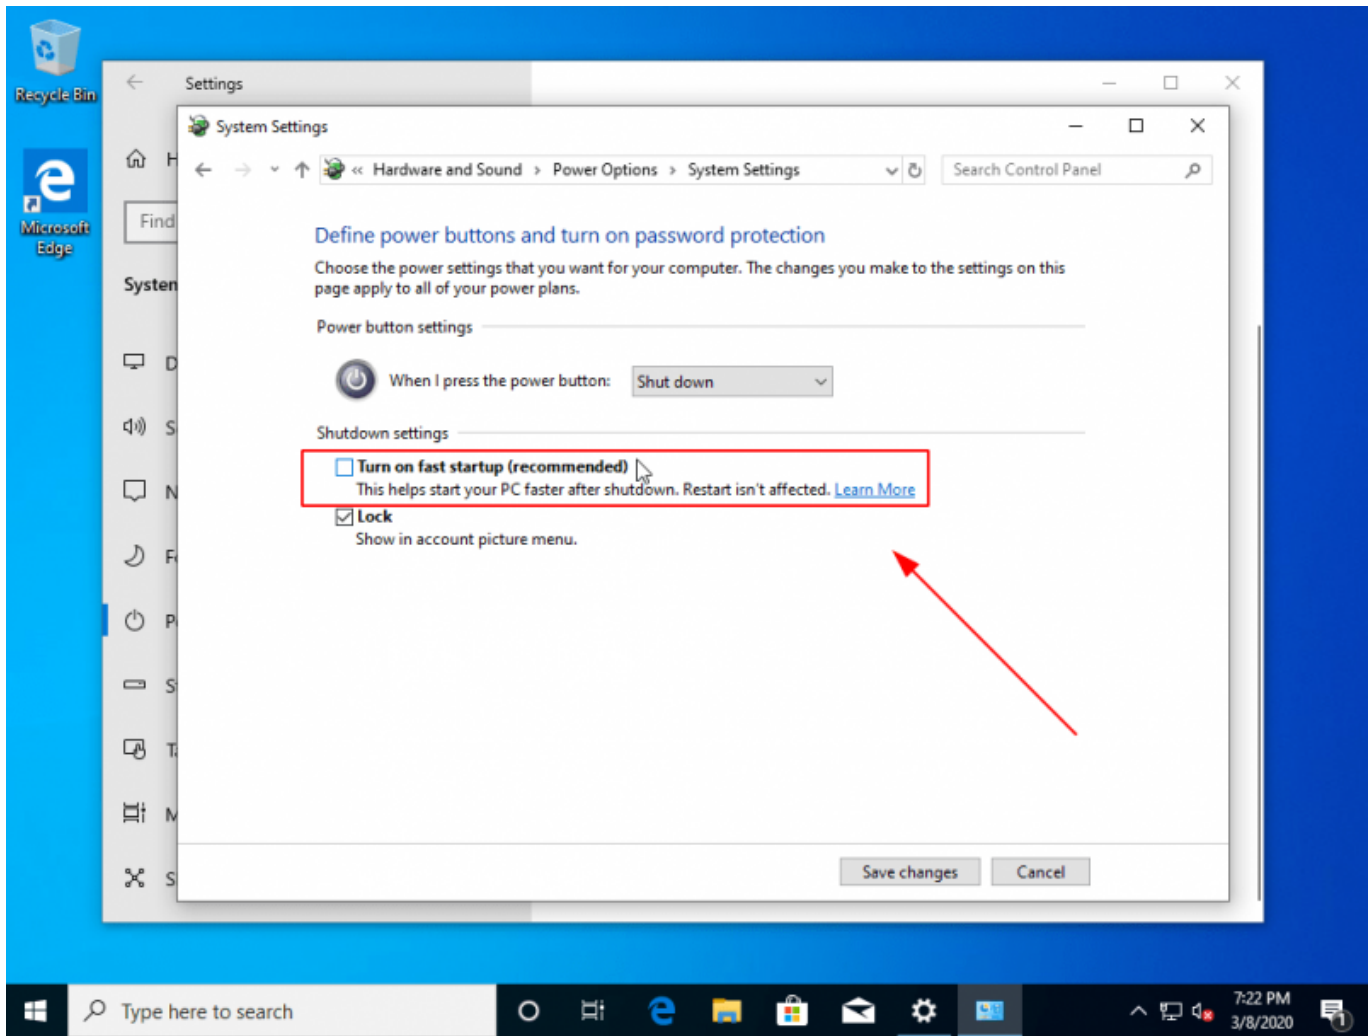 Recycle Bin
Microsoft
Edge
Settings
System Settings
« Hardware and Sound > Power Options > System Settings
Search Control Panel
Find
Define power buttons and turn on password protection
Choose the power settings that you want for your computer. The changes you make to the settings on this
page apply to all of your power plans.
Power button settings
When I press the power button: Shut down
Shutdown settings
Turn on fast startup (recommended)
This helps start your PC faster after shutdown. Restart isn't affected. Learn More
Lock
Show in account picture menu.
Save changes
Cancel
Type here to search
7:22 PM
3/8/2020
1